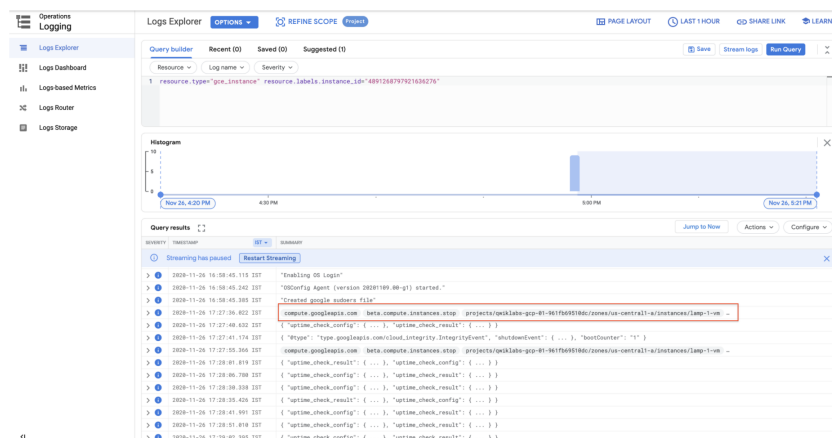 Operations
Logging
Logs Explorer OPTIONS REFINE SCOPE Project PAGE LAYOUT LAST 1 HOUR SHARE LINK LEARN
Logs Explorer
Logs Dashboard
Logs-based Metrics
Logs Router
Logs Storage
Query builder Recent (0) Saved (0) Suggested (1) Save Stream logs Run Query
Resource Log name Severity
1 resource.type="gce_instance" resource.labels.instance_id="4891268797921636276"
Histogram
10
5
0
Nov 26, 4:20 PM 4:30 PM 5:00 PM Nov 26, 5:21 PM
Query results Jump to Now Actions Configure
SEVERITY TIMESTAMP IST SUMMARY
Streaming has paused Restart Streaming
2020-11-26 16:58:45.115 IST "Enabling OS Login"
2020-11-26 16:58:45.242 IST "OSConfig Agent (version 20201109.00-g1) started."
2020-11-26 16:58:45.385 IST "Created google sudoers file"
2020-11-26 17:27:36.822 IST compute.googleapis.com beta.compute.instances.stop projects/qwiklabs-gcp-01-961fb69510dc/zones/us-central1-a/instances/lamp-1-vm …
2020-11-26 17:27:40.632 IST { "uptime_check_config": { ... }, "uptime_check_result": { ... } }
2020-11-26 17:27:41.174 IST { "@type": "type.googleapis.com/cloud_integrity.IntegrityEvent", "shutdownEvent": { ... }, "bootCounter": "1" }
2020-11-26 17:27:55.366 IST compute.googleapis.com beta.compute.instances.stop projects/qwiklabs-gcp-01-961fb69510dc/zones/us-central1-a/instances/lamp-1-vm …
2020-11-26 17:28:06.700 IST { "uptime_check_result": { ... }, "uptime_check_config": { ... } }
2020-11-26 17:28:01.819 IST { "uptime_check_config": { ... }, "uptime_check_result": { ... } }
2020-11-26 17:28:30.338 IST { "uptime_check_config": { ... }, "uptime_check_result": { ... } }
2020-11-26 17:28:35.426 IST { "uptime_check_result": { ... }, "uptime_check_config": { ... } }
2020-11-26 17:28:41.991 IST { "uptime_check_config": { ... }, "uptime_check_result": { ... } }
2020-11-26 17:28:51.010 IST { "uptime_check_config": { ... }, "uptime_check_result": { ... } }